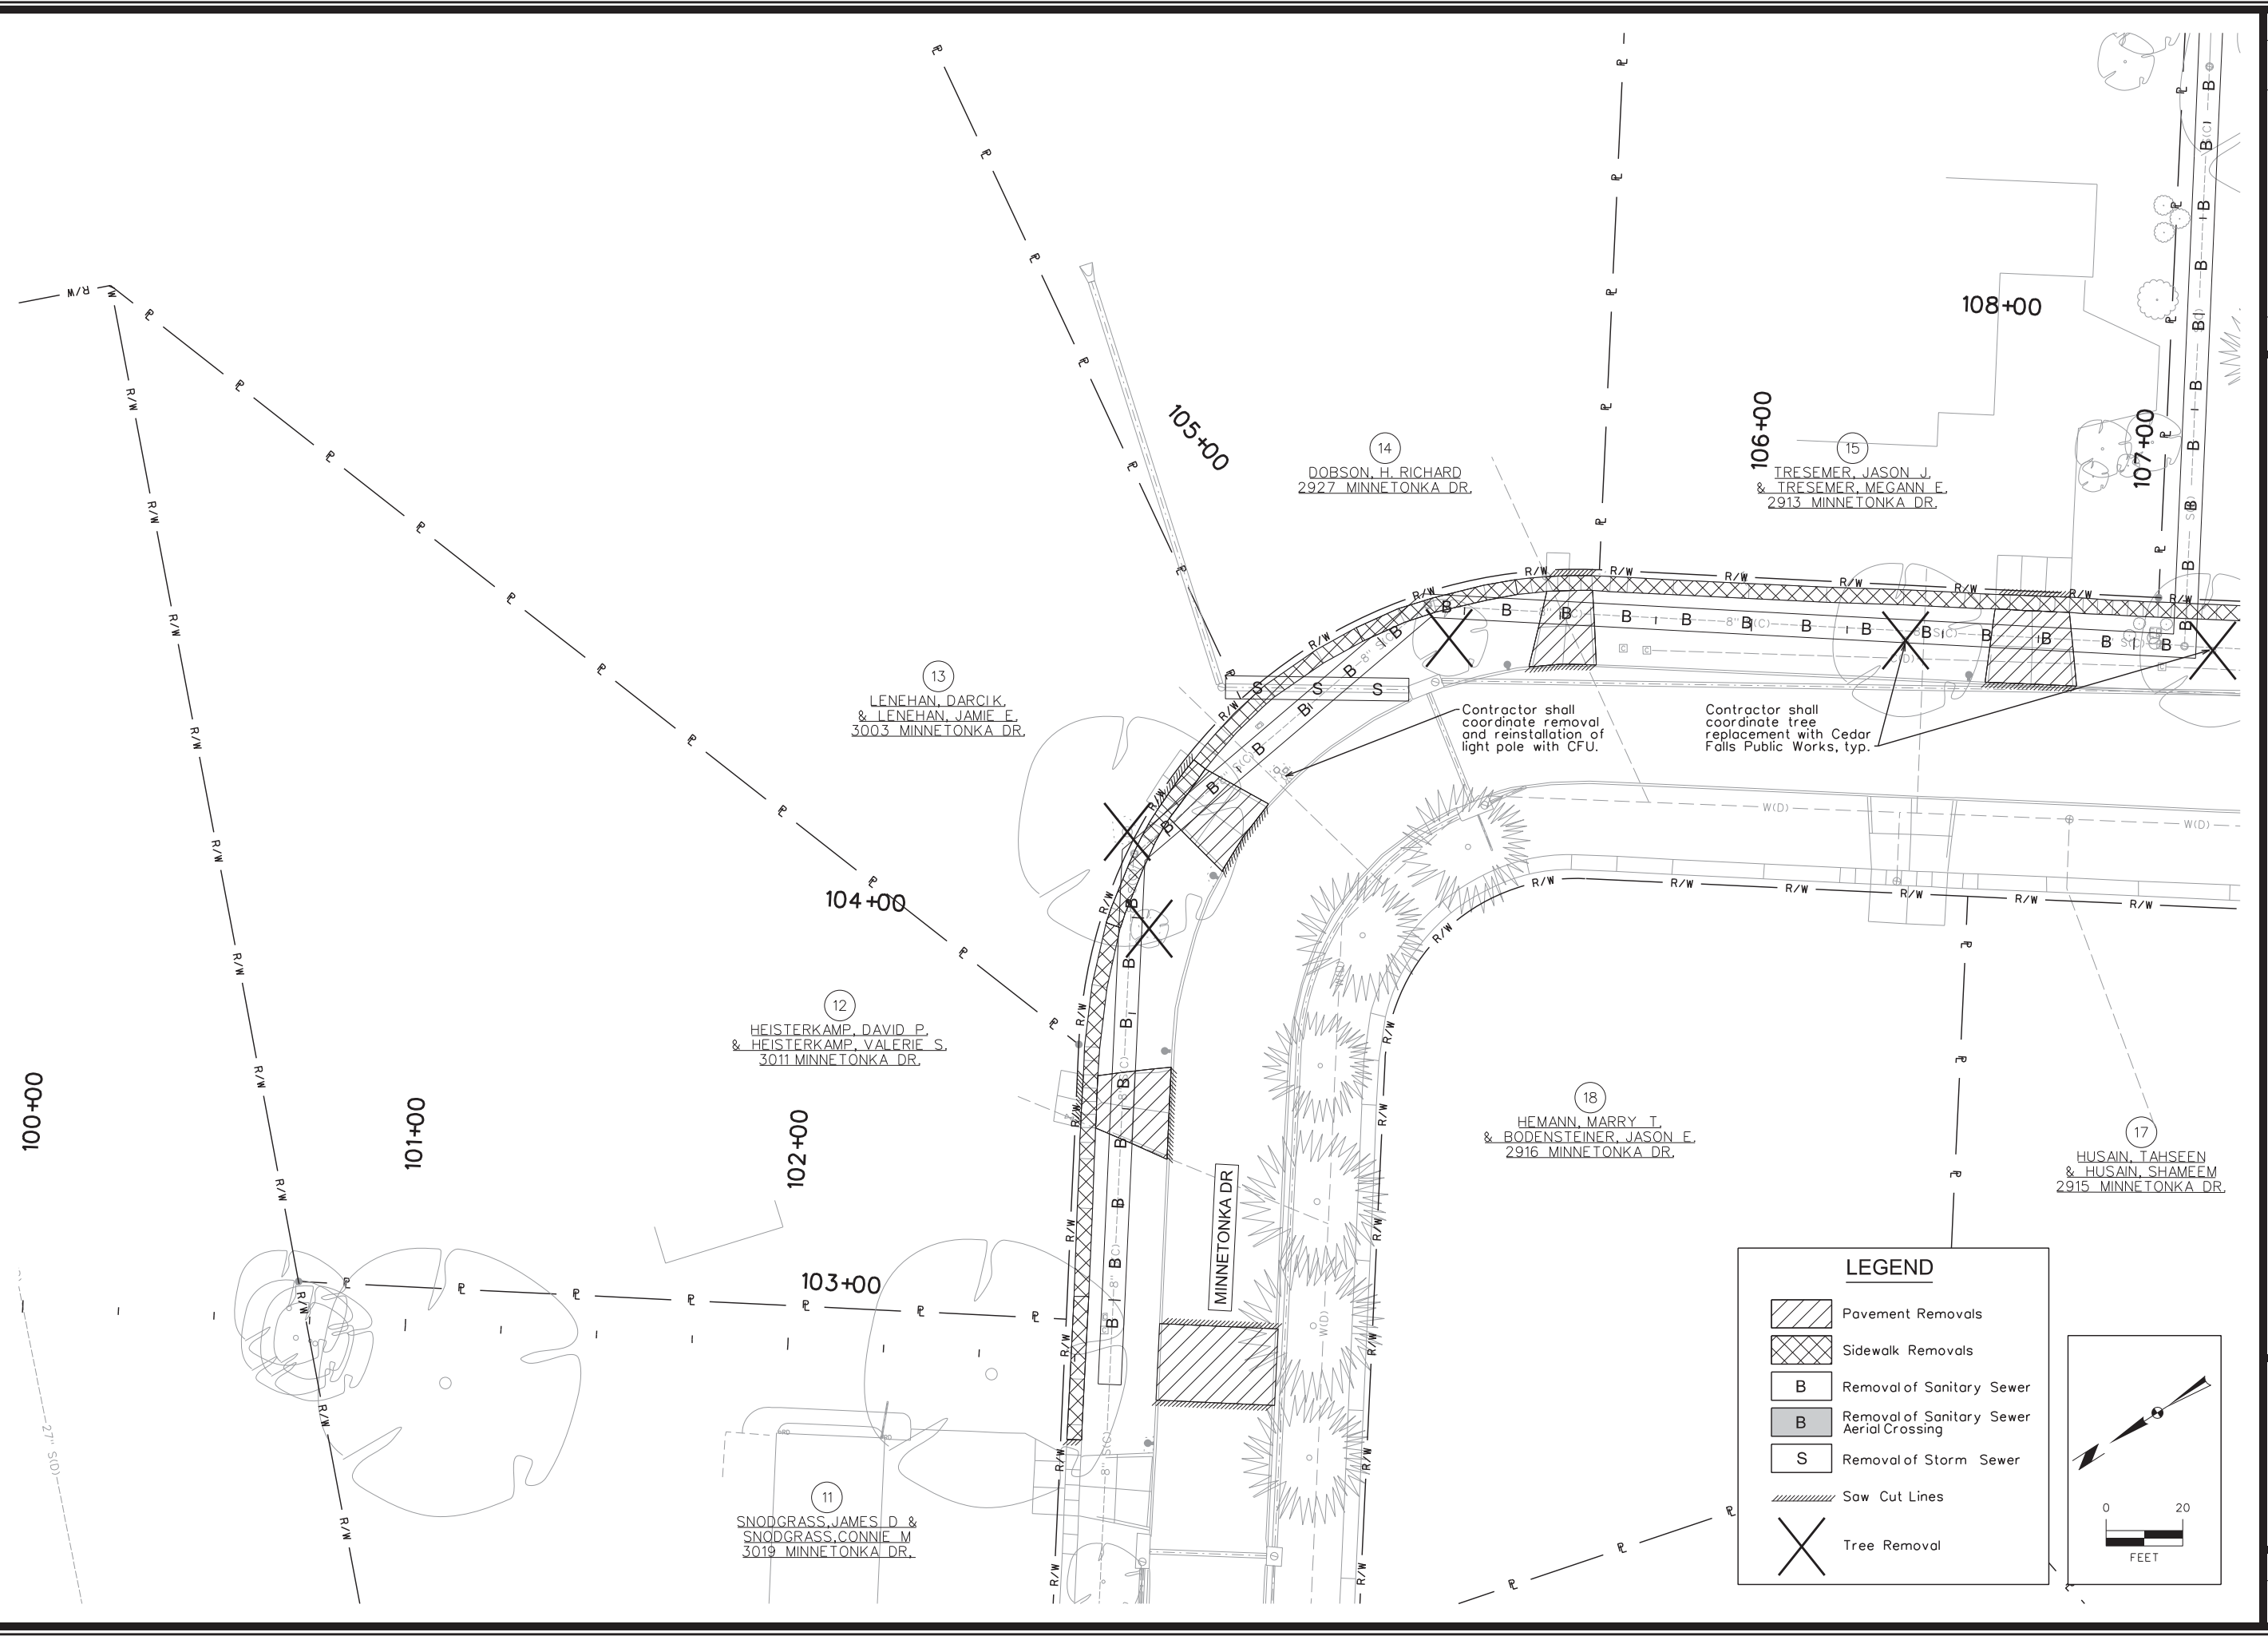 108+00
105+00
106+00
107+00
14
DOBSON, H. RICHARD
2927 MINNETONKA DR.
15
TRESEMER, JASON J.
& TRESEMER, MEGANN E.
2913 MINNETONKA DR.
13
LENEHAN, DARCI K.
& LENEHAN, JAMIE E.
3003 MINNETONKA DR.
Contractor shall
coordinate removal
and reinstallation of
light pole with CFU.
Contractor shall
coordinate tree
replacement with Cedar
Falls Public Works, typ.
S S S
8" S(C)
C(D)
W(D)
W(D)
104+00
12
HEISTERKAMP, DAVID P.
& HEISTERKAMP, VALERIE S.
3011 MINNETONKA DR.
100+00
101+00
102+00
103+00
18
HEMANN, MARRY T.
& BODENSTEINER, JASON E.
2916 MINNETONKA DR.
17
HUSAIN, TAHSEEN
& HUSAIN, SHAMEEM
2915 MINNETONKA DR.
MINNETONKA DR
27" S(D)
8" S(C)
W(D)
R/W
11
SNODGRASS,JAMES D &
SNODGRASS,CONNIE M
3019 MINNETONKA DR,
LEGEND
Pavement Removals
Sidewalk Removals
B Removal of Sanitary Sewer
B Removal of Sanitary Sewer
Aerial Crossing
S Removal of Storm Sewer
Saw Cut Lines
Tree Removal
N
0 20
FEET